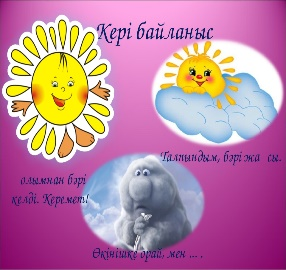 Кері байланыс
Талпындым, бәрі жа сы.
олымнан бәрі
келді. Керемет!
Өкінішке орай, мен ... .